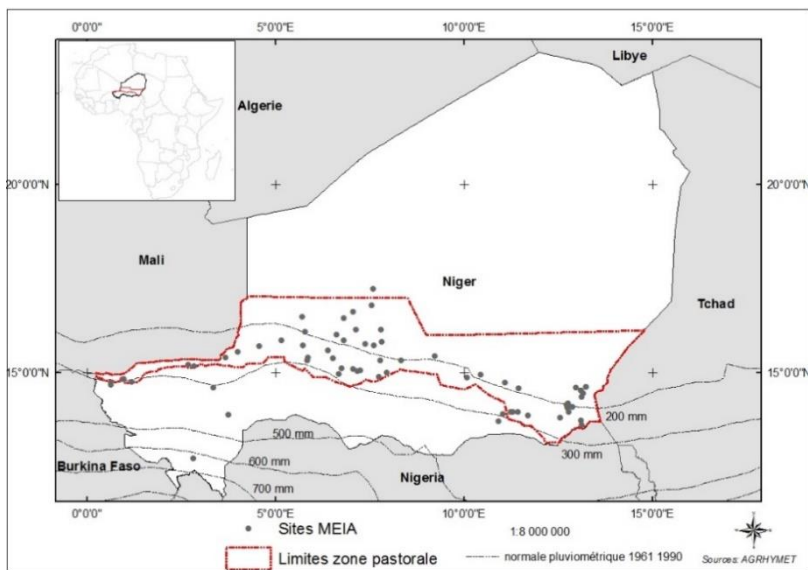 0°0'0"
5°0'0"E
10°0'0"E
15°0'0"E
Libye
Algerie
20°0'0"N
20°0'0"N
Mali
Niger
Tchad
15°0'0"N
15°0'0"N
200 mm
500 mm
300 mm
Burkina Faso
600 mm
Nigeria
700 mm
0°0'0"
5°0'0"E
10°0'0"E
15°0'0"E
Sites MEIA
1:8 000 000
Limites zone pastorale
normale pluviométrique 1961 1990
Sources: AGRHYMET